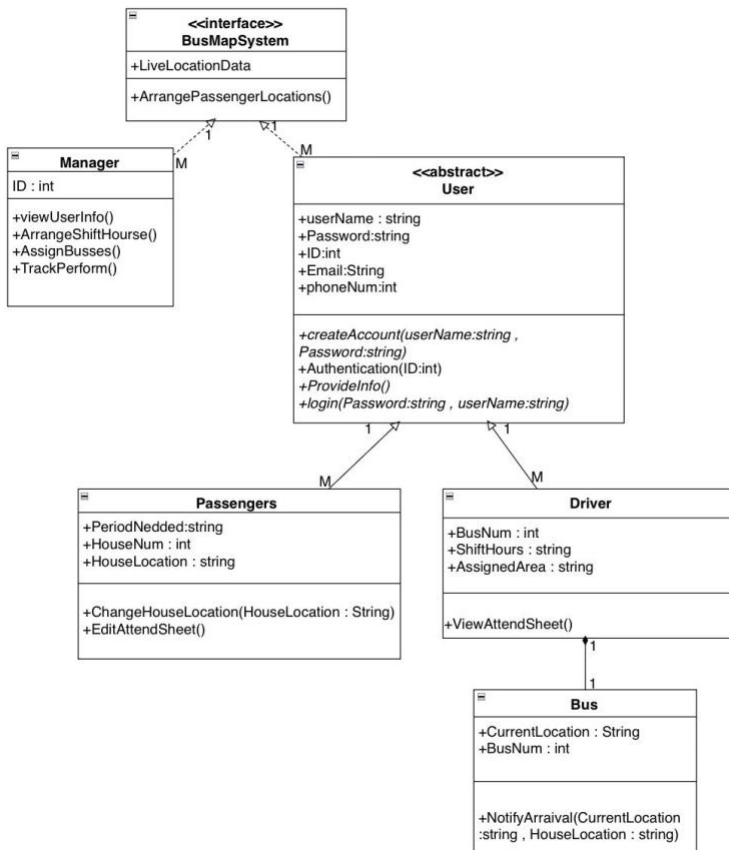 <<interface>>
BusMapSystem
+LiveLocationData
+ArrangePassengerLocations()
1
1
M
M
Manager
ID : int
+viewUserInfo()
+ArrangeShiftHourse()
+AssignBusses()
+TrackPerform()
<<abstract>>
User
+userName : string
+Password:string
+ID:int
+Email:String
+phoneNum:int
+createAccount(userName:string ,
Password:string)
+Authentication(ID:int)
+ProvideInfo()
+login(Password:string , userName:string)
1
1
M
M
Passengers
+PeriodNedded:string
+HouseNum : int
+HouseLocation : string
+ChangeHouseLocation(HouseLocation : String)
+EditAttendSheet()
Driver
+BusNum : int
+ShiftHours : string
+AssignedArea : string
+ViewAttendSheet()
1
1
Bus
+CurrentLocation : String
+BusNum : int
+NotifyArraival(CurrentLocation
:string , HouseLocation : string)